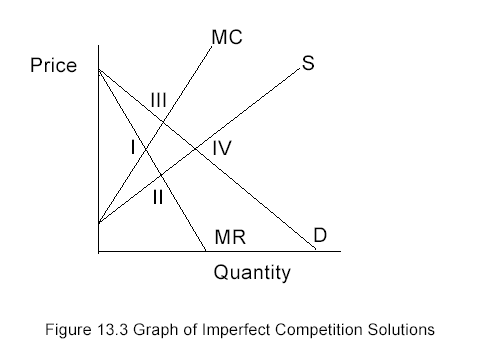 MC
Price
S
III
I
IV
II
MR
D
Quantity
Figure 13.3 Graph of Imperfect Competition Solutions